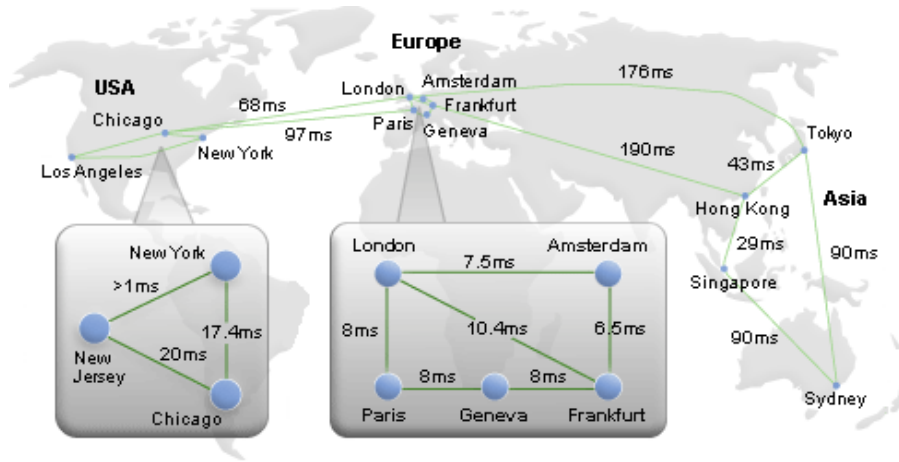 Europe
USA
London
Amsterdam
176ms
68ms
Chicago
Frankfurt
Paris
Geneva
97ms
New York
Tokyo
190ms
43ms
Los Angeles
Hong Kong
Asia
29ms
90ms
Singapore
90ms
Sydney
New York
>1ms
17.4ms
20ms
New
Jersey
Chicago
London
Amsterdam
7.5ms
8ms
10.4ms
6.5ms
8ms
8ms
Paris
Geneva
Frankfurt